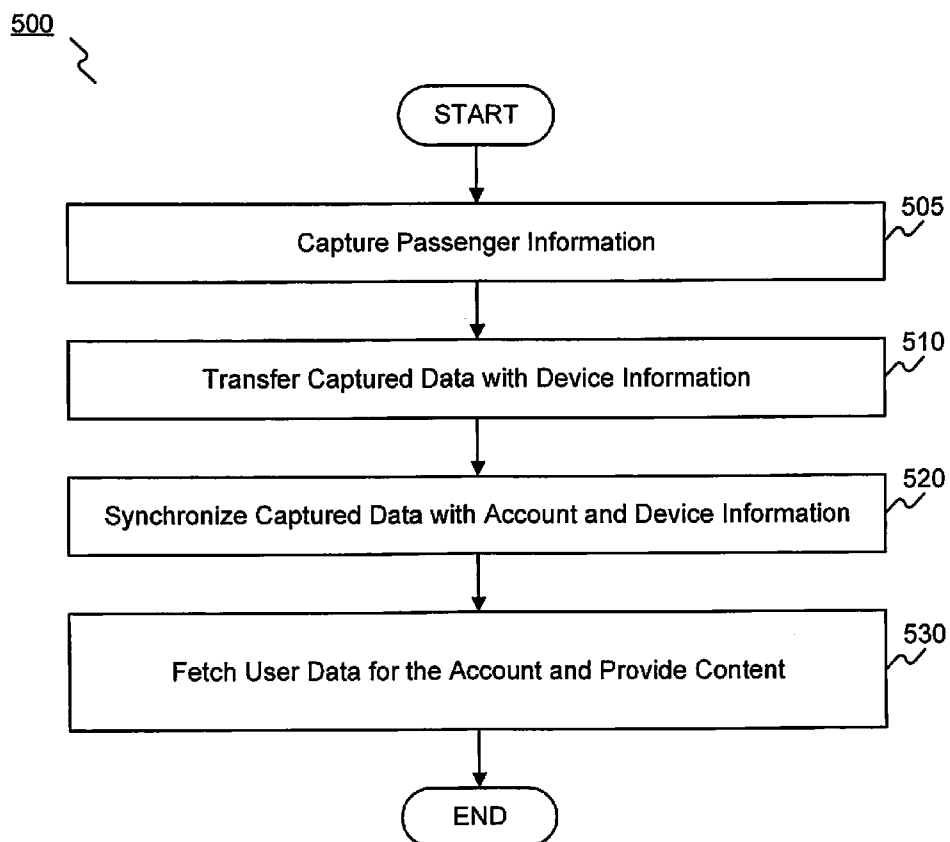 500
START
505
Capture Passenger Information
510
Transfer Captured Data with Device Information
520
Synchronize Captured Data with Account and Device Information
530
Fetch User Data for the Account and Provide Content
END